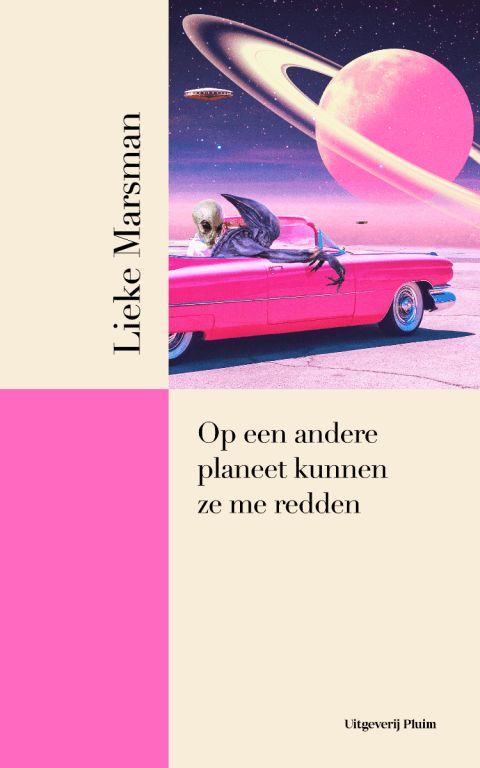 Lieke Marsman
Op een andere
planeet kunnen
ze me redden
Uitgeverij Pluim